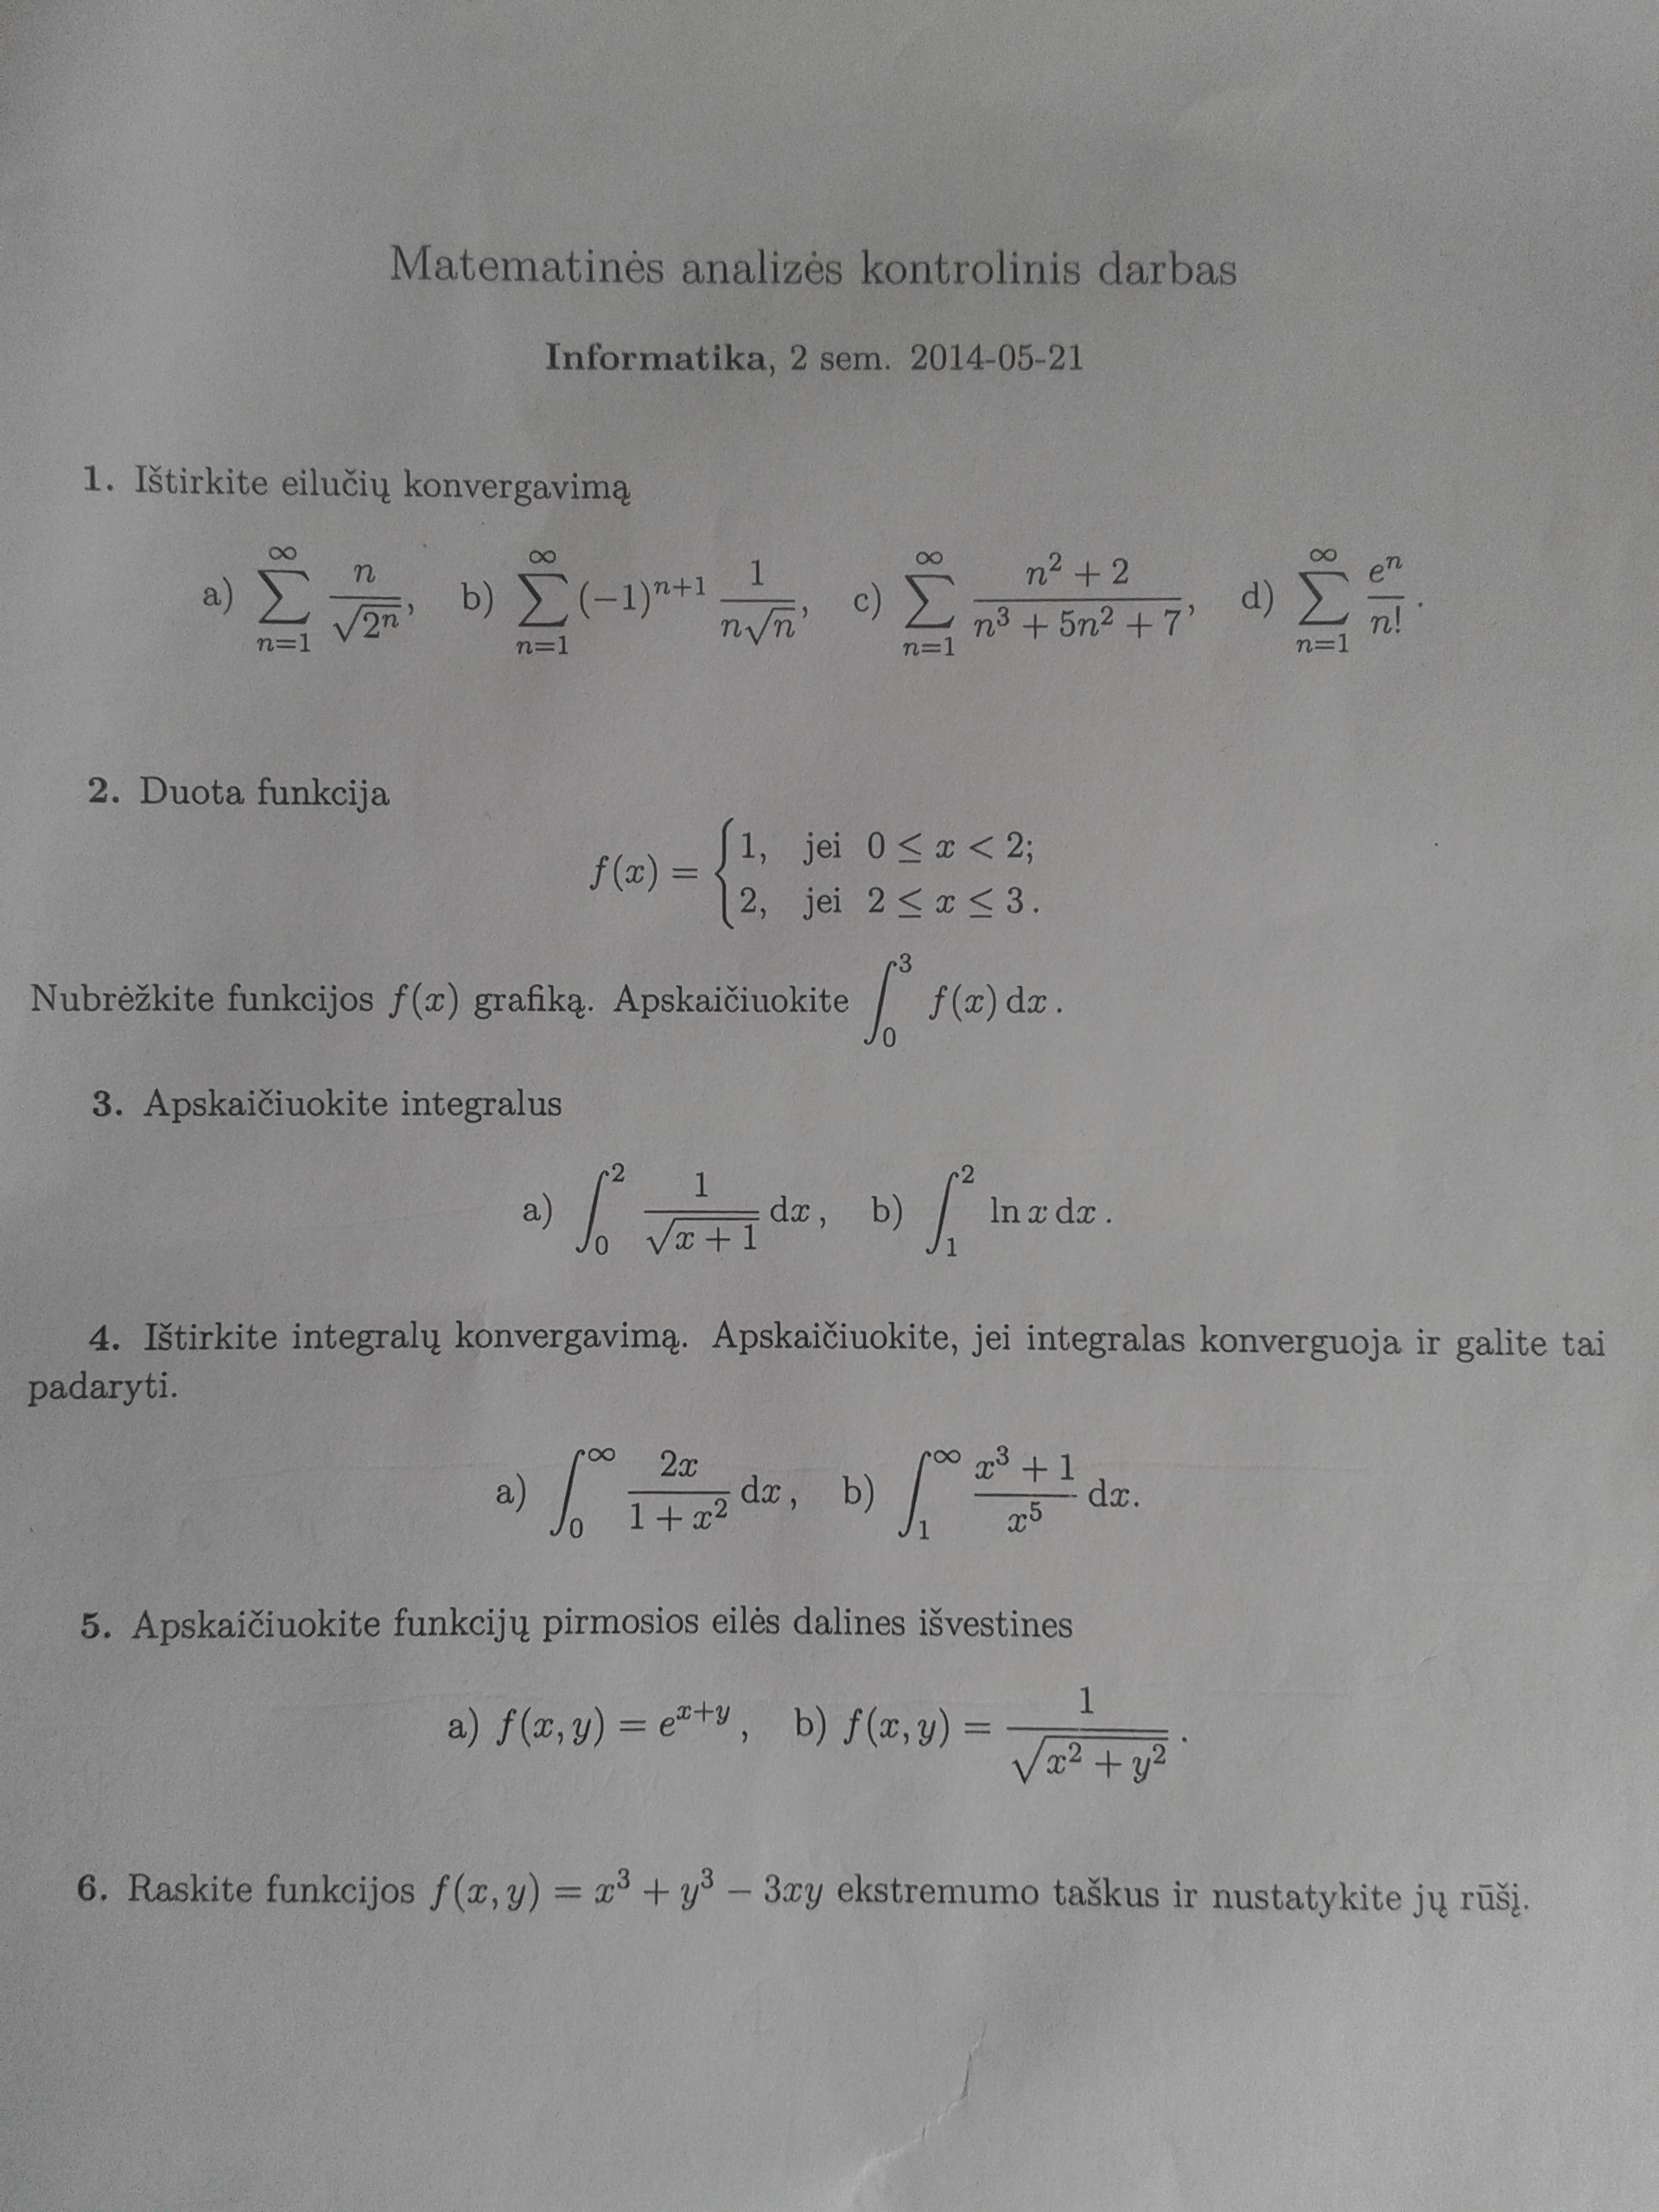 Matematinės analizės kontrolinis darbas
Informatika, 2 sem. 2014-05-21
1. Ištirkite eilučių konvergavimą
a) $\sum_{n=1}^{\infty} \frac{n}{\sqrt{2^n}}$, b) $\sum_{n=1}^{\infty} (-1)^{n+1} \frac{1}{n\sqrt{n}}$, c) $\sum_{n=1}^{\infty} \frac{n^2+2}{n^3+5n^2+7}$, d) $\sum_{n=1}^{\infty} \frac{e^n}{n!}$.
2. Duota funkcija
$f(x) = \begin{cases} 1, & \text{jei } 0 \leq x < 2; \\ 2, & \text{jei } 2 \leq x \leq 3. \end{cases}$
Nubrėžkite funkcijos $f(x)$ grafiką. Apskaičiuokite $\int_0^3 f(x)\,\mathrm{d}x$.
3. Apskaičiuokite integralus
a) $\int_0^2 \frac{1}{\sqrt{x+1}}\,\mathrm{d}x$, b) $\int_1^2 \ln x\,\mathrm{d}x$.
4. Ištirkite integralų konvergavimą. Apskaičiuokite, jei integralas konverguoja ir galite tai
padaryti.
a) $\int_0^{\infty} \frac{2x}{1+x^2}\,\mathrm{d}x$, b) $\int_1^{\infty} \frac{x^3+1}{x^5}\,\mathrm{d}x$.
5. Apskaičiuokite funkcijų pirmosios eilės dalines išvestines
a) $f(x,y) = e^{x+y}$, b) $f(x,y) = \frac{1}{\sqrt{x^2+y^2}}$.
6. Raskite funkcijos $f(x,y) = x^3 + y^3 - 3xy$ ekstremumo taškus ir nustatykite jų rūšį.